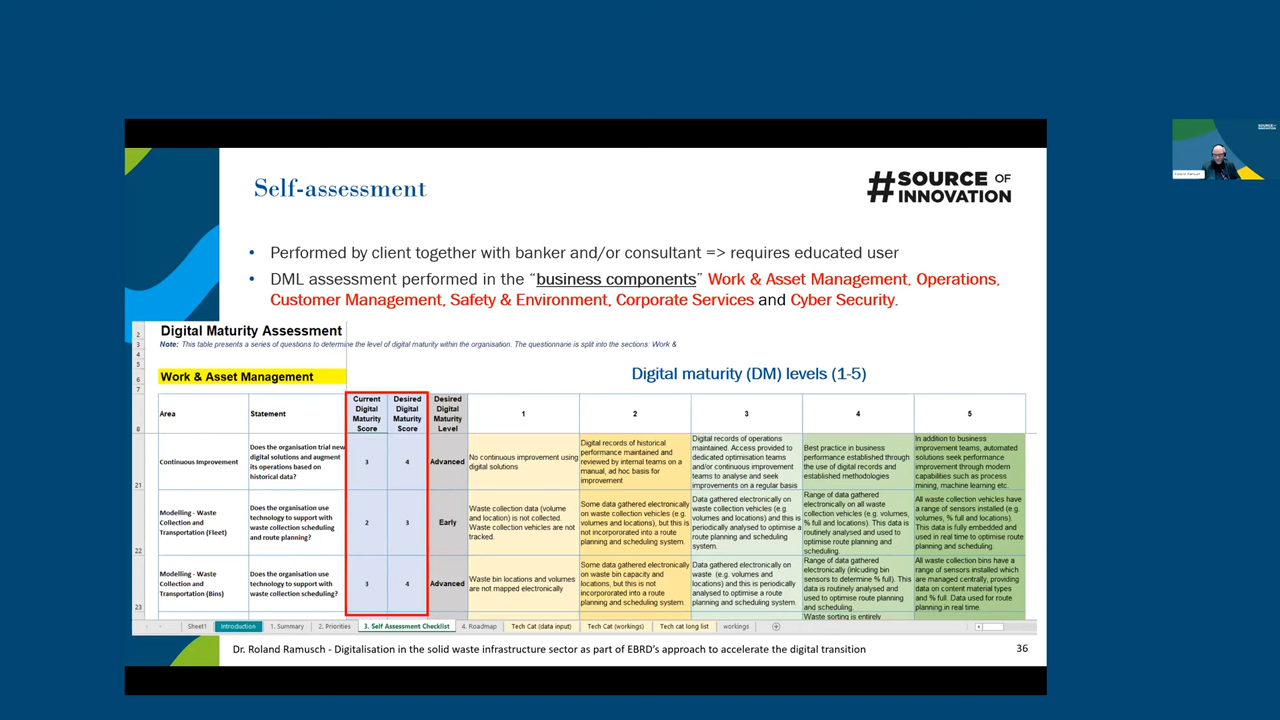 Self-assessment
#SOURCE OF
INNOVATION
• Performed by client together with banker and/or consultant => requires educated user
• DML assessment performed in the “business components” Work & Asset Management, Operations,
Customer Management, Safety & Environment, Corporate Services and Cyber Security.
2
Digital Maturity Assessment
3
Note: This table presents a series of questions to determine the level of digital maturity within the organisation. The questionnarie is split into the sections: Work &
4
5
6
Work & Asset Management
Digital maturity (DM) levels (1-5)
7
8
Area
Statement
Current
Digital
Maturity
Score
Desired
Digital
Maturity
Score
Desired
Digital
Maturity
Level
1
2
3
4
5
21
Continuous Improvement
Does the organisation trial new
digital solutions and augment
its operations based on
historical data?
3
4
Advanced
No continuous improvement using
digital solutions
Digital records of historical
performance maintained and
reviewed by internal teams on a
manual, ad hoc basis for
improvement
Digital records of operations
maintained. Access provided to
dedicated optimisation teams
and/or continuous improvement
teams to analyse and seek
improvements on a regular basis
Best practice in business
performance established through
the use of digital records and
established methodologies
In addition to business
improvement teams, automated
solutions seek performance
improvement through modern
capabilities such as process
mining, machine learning etc.
22
Modelling - Waste
Collection and
Transportation (Fleet)
Does the organisation use
technology to support with
waste collection scheduling
and route planning?
2
3
Early
Waste collection data (volume
and location) is not collected.
Waste collection vehicles are not
tracked.
Some data gathered electronically
on waste collection vehicles (e.g.
volumes and locations), but this is
not incorpororated into a route
planning and scheduling system.
Data gathered electronically on
waste collection vehicles (e.g.
volumes and locations) and this is
periodically analysed to optimise a
route planning and scheduling
system.
Range of data gathered
electronically on all waste
collection vehicles (e.g. volumes,
% full and locations). This data is
routinely analysed and used to
optimise route planning and
scheduling.
All waste collection vehicles have
a range of sensors installed (e.g.
volumes, % full and locations).
This data is fully embedded and
used in real time to optimise route
planning and scheduling.
23
Modelling - Waste
Collection and
Transportation (Bins)
Does the organisation use
technology to support with
waste collection scheduling?
3
4
Advanced
Waste bin locations and volumes
are not mapped electronically
Some data gathered electronically
on waste bin capacity and
locations, but this is not
incorpororated into a route
planning and scheduling system.
Data gathered electronically on
waste (e.g. volumes and
locations) and this is periodically
analysed to optimise a route
planning and scheduling system.
Range of data gathered
electronically (inlcuding bin
sensors to determine % full). This
data is routinely analysed and
used to optimise route planning
and scheduling.
All waste collection bins have a
range of sensors installed which
are managed centrally, providing
data on content material types
and % full. Data used for route
planning in real time.
Waste sorting is entirely
Sheet1 Introduction 1. Summary 2. Priorities 3. Self Assessment Checklist 4. Roadmap Tech Cat (data input) Tech Cat (workings) Tech cat long list workings
Dr. Roland Ramusch - Digitalisation in the solid waste infrastructure sector as part of EBRD’s approach to accelerate the digital transition
36